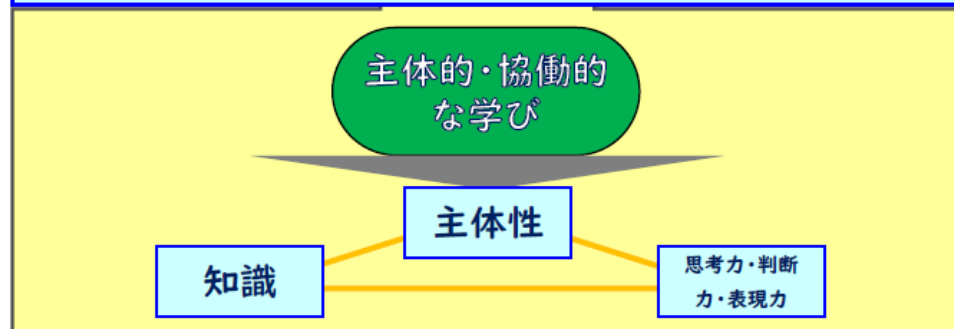 主体的・協働的
な学び
主体性
知識
思考力・判断
力・表現力